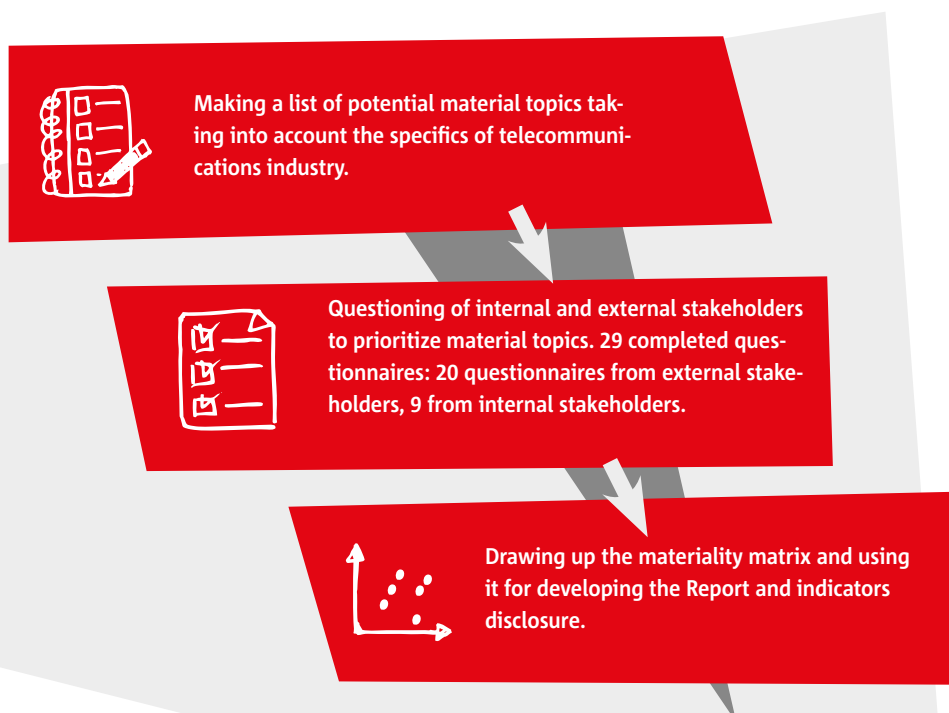 Making a list of potential material topics tak-
ing into account the specifics of telecommuni-
cations industry.
Questioning of internal and external stakeholders
to prioritize material topics. 29 completed ques-
tionnaires: 20 questionnaires from external stake-
holders, 9 from internal stakeholders.
Drawing up the materiality matrix and using
it for developing the Report and indicators
disclosure.